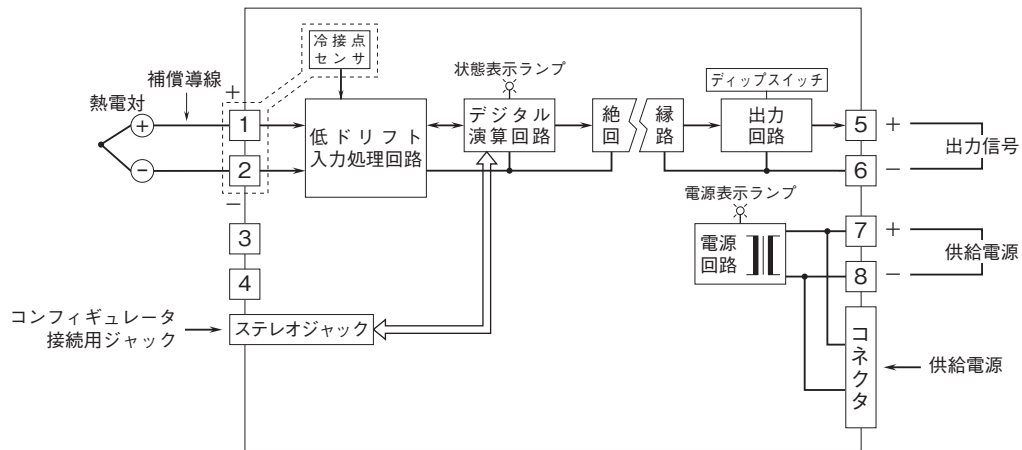 冷接点
センサ
補償導線
熱電対
+
+
−
−
1
2
3
4
低ドリフト
入力処理回路
状態表示ランプ
デジタル
演算回路
絶縁
回路
ディップスイッチ
出力
回路
5
+
6
−
出力信号
電源表示ランプ
電源
回路
7
+
8
−
供給電源
コンフィギュレータ
接続用ジャック
ステレオジャック
コネクタ
供給電源